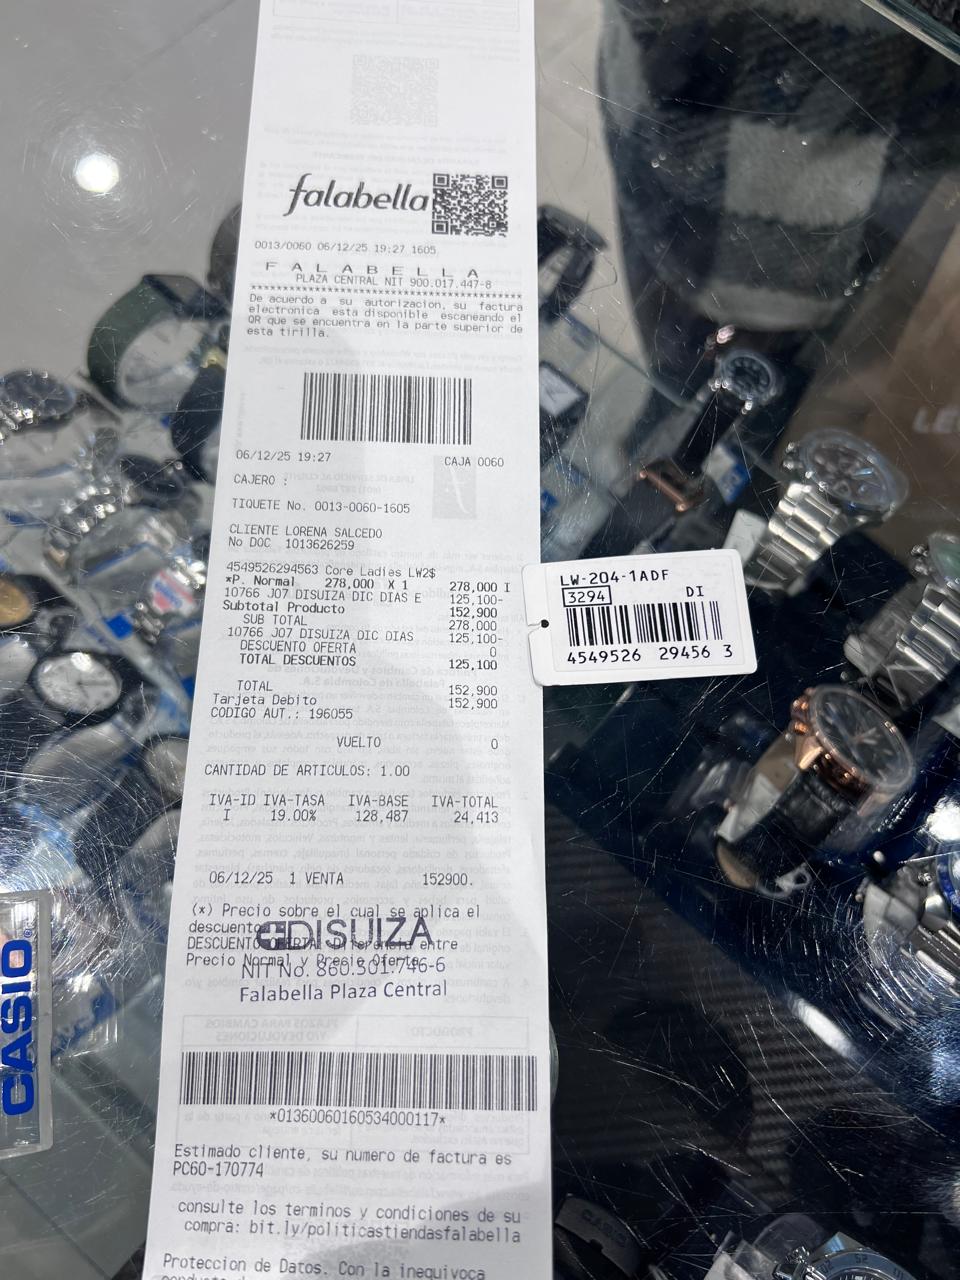 falabella
0013/0060 06/12/25 19:27 1605
F A L A B E L L A
PLAZA CENTRAL NIT 900.017.447-8
****************************************************
De acuerdo a su autorizacion, su factura
electronica esta disponible escaneando el
QR que se encuentra en la parte superior de
esta tirilla.
06/12/25 19:27 CAJA 0060
CAJERO :
TIQUETE No. 0013-0060-1605
CLIENTE LORENA SALCEDO
No DOC 1013626259
4549526294563 Core Ladies LW2$
*P. Normal 278,000 X 1 278,000 I
10766 J07 DISUIZA DIC DIAS E 125,100-
Subtotal Producto 152,900
SUB TOTAL 278,000
10766 J07 DISUIZA DIC DIAS 125,100-
DESCUENTO OFERTA 0
TOTAL DESCUENTOS 125,100
TOTAL 152,900
Tarjeta Debito 152,900
CODIGO AUT.: 196055
VUELTO 0
CANTIDAD DE ARTICULOS: 1.00
IVA-ID IVA-TASA IVA-BASE IVA-TOTAL
I 19.00% 128,487 24,413
06/12/25 1 VENTA 152900.
(*) Precio sobre el cual se aplica el
descuento
DISUIZA
DESCUENTO OFERTA: Diferencia entre
Precio Normal y Precio Oferta
NIT No. 860.501.746-6
Falabella Plaza Central
*01360060160534000117*
Estimado cliente, su numero de factura es
PC60-170774
consulte los terminos y condiciones de su
compra: bit.ly/politicastiendasfalabella
Proteccion de Datos. Con la inequivoca
LW-204-1ADF
3294 DI
4549526 29456 3
CASIO